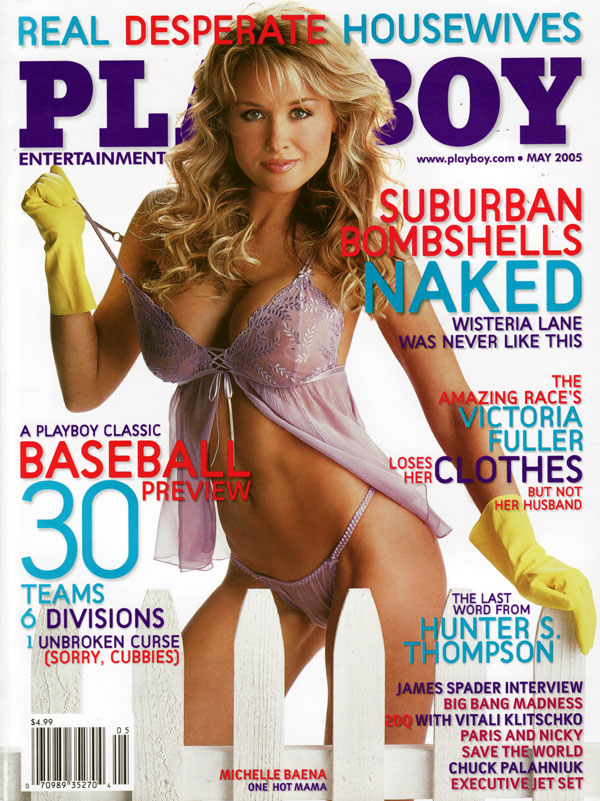 REAL DESPERATE HOUSEWIVES
PLAYBOY
ENTERTAINMENT
www.playboy.com • MAY 2005
SUBURBAN
BOMBSHELLS
NAKED
WISTERIA LANE
WAS NEVER LIKE THIS
THE
AMAZING RACE'S
VICTORIA
FULLER
LOSES
HER CLOTHES
BUT NOT
HER HUSBAND
A PLAYBOY CLASSIC
BASEBALL
PREVIEW
30
TEAMS
6 DIVISIONS
1 UNBROKEN CURSE
(SORRY, CUBBIES)
THE LAST
WORD FROM
HUNTER S.
THOMPSON
JAMES SPADER INTERVIEW
BIG BANG MADNESS
20Q WITH VITALI KLITSCHKO
PARIS AND NICKY
SAVE THE WORLD
CHUCK PALAHNIUK
EXECUTIVE JET SET
$4.99
05
0 70989 35270 4
MICHELLE BAENA
ONE HOT MAMA